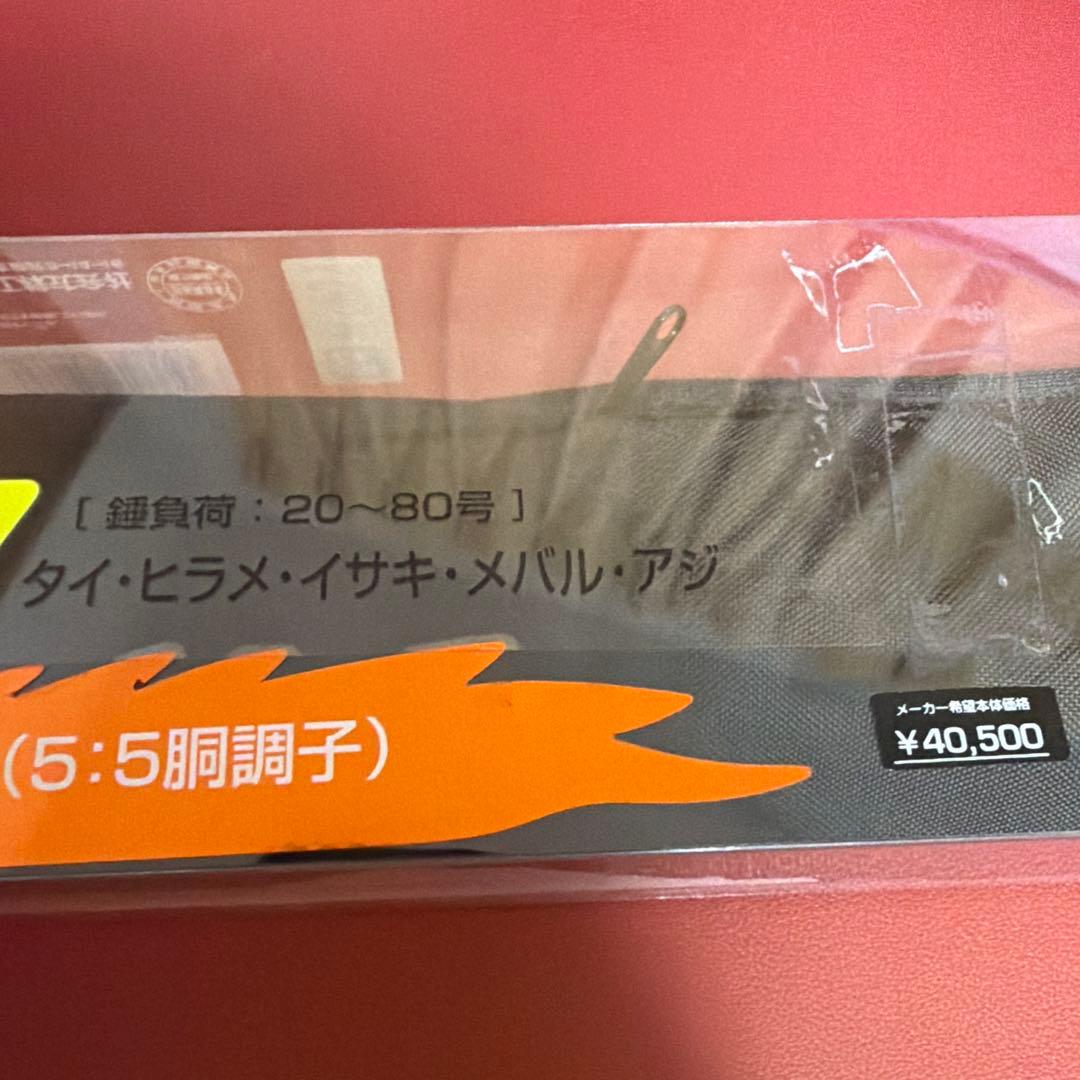 [ 錘負荷：20～80号 ]
タイ・ヒラメ・イサキ・メバル・アジ
(5:5胴調子)
メーカー希望本体価格
¥40,500